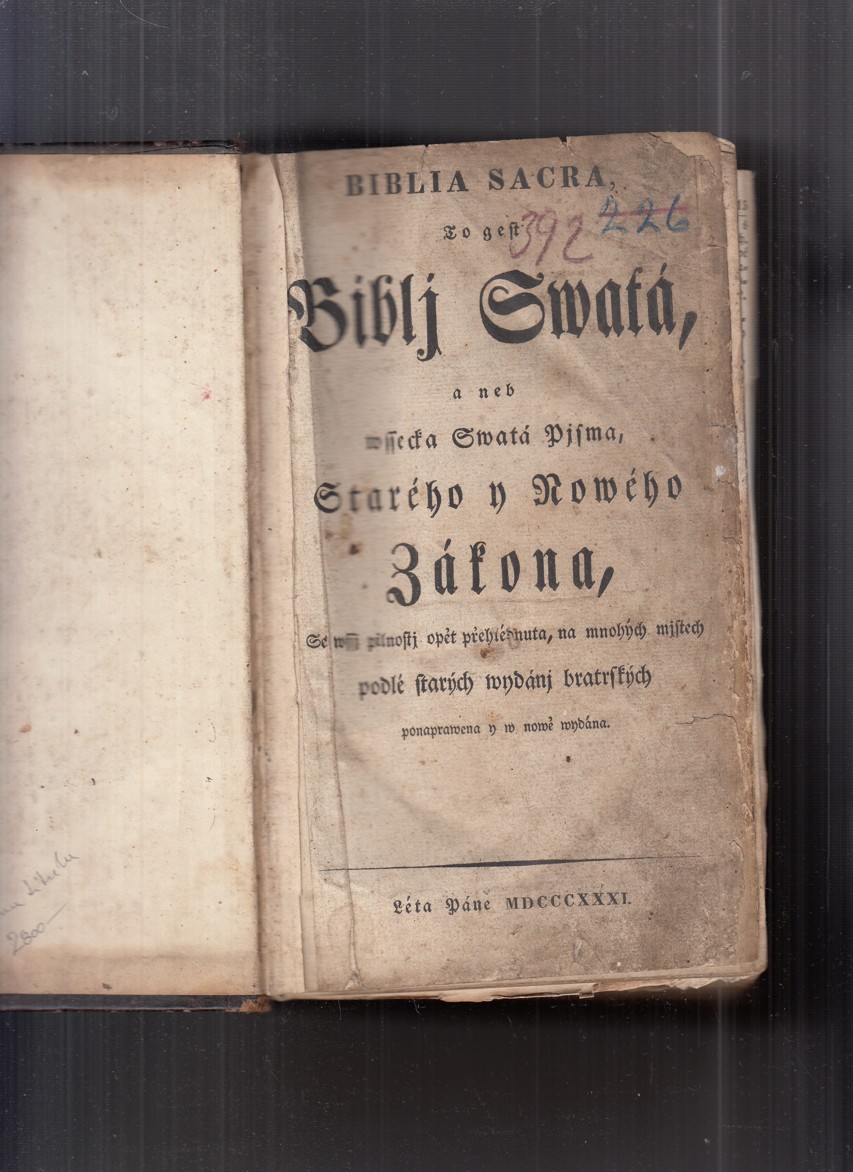 BIBLIA SACRA,
392 226
To geſt
Biblj Swatá,
a neb
wſſecka Swatá Pjſma,
Starého y Nowého
Zákona,
Se wſſj pilnoſtj opět přehlédnuta, na mnohých mjſtech
podlé ſtarých wydánj bratrſkých
ponaprawena y w nowě wydána.
Léta Páně MDCCCXXXI.
2800